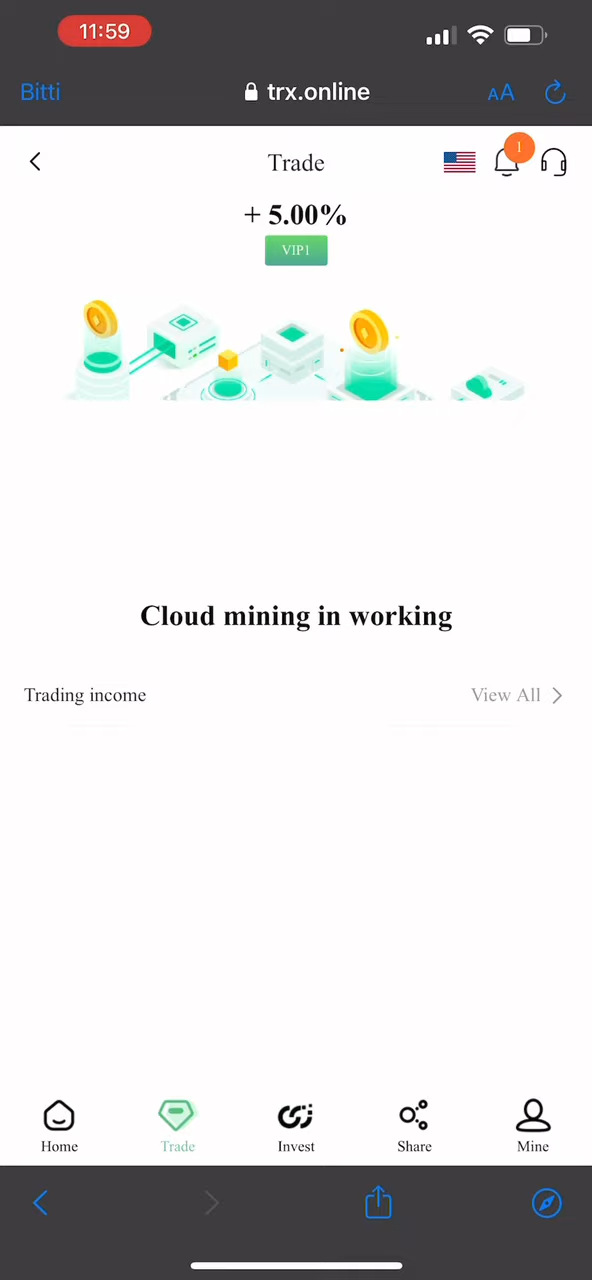 11:59
Bitti
trx.online
AA
Trade
1
+ 5.00%
VIP1
Cloud mining in working
Trading income
View All
Home
Trade
Invest
Share
Mine